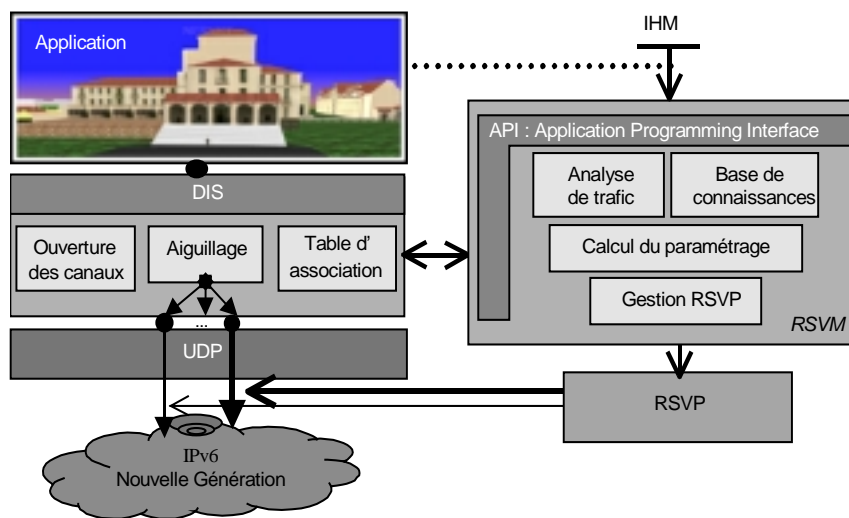 Application
IHM
API : Application Programming Interface
Analyse
de trafic
Base de
connaissances
Calcul du paramétrage
Gestion RSVP
RSVM
DIS
Ouverture
des canaux
Aiguillage
Table d'
association
...
UDP
RSVP
IPv6
Nouvelle Génération